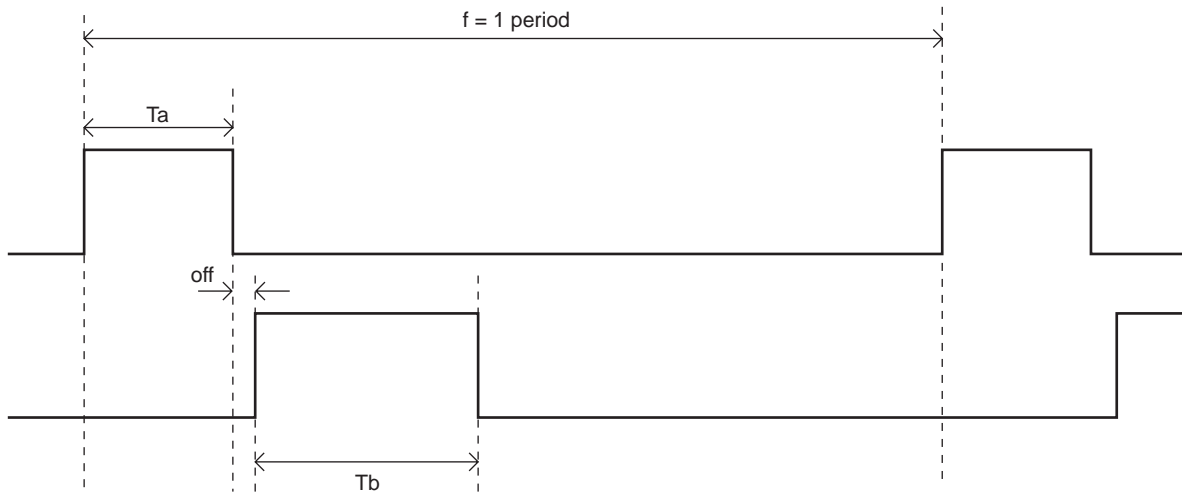 f = 1 period
Ta
off
Tb